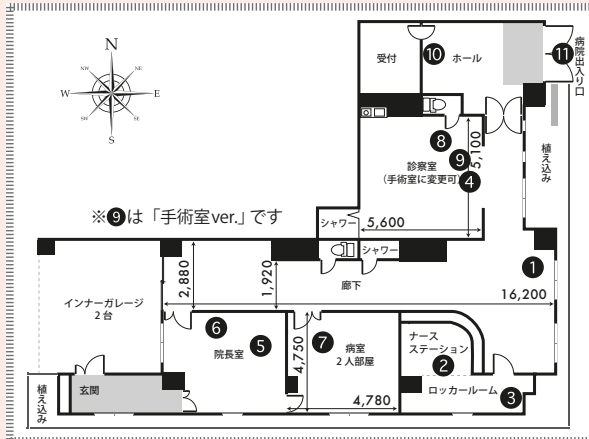 N
NW
NE
W
E
SW
SE
S
受付
10
ホール
11
病院出入り口
8
9
診察室
(手術室に変更可)
4
5,100
植え込み
※9は「手術室ver.」です
シャワー
5,600
シャワー
廊下
1
16,200
2,880
1,920
インナーガレージ
2台
6
院長室
5
4,750
7
病室
2人部屋
4,780
ナース
ステーション
2
ロッカールーム
3
玄関
植え込み